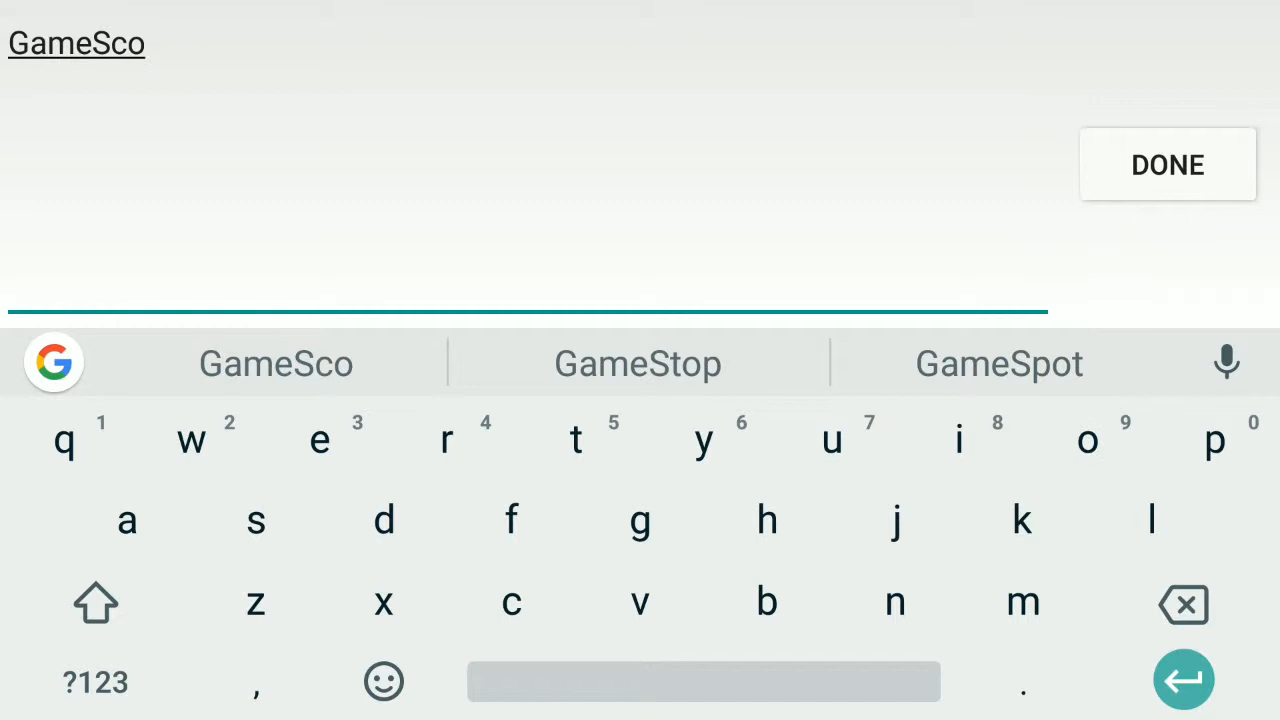 GameSco
DONE
GameSco GameStop GameSpot
q 1 w 2 e 3 r 4 t 5 y 6 u 7 i 8 o 9 p 0
a s d f g h j k l
z x c v b n m
?123 , .